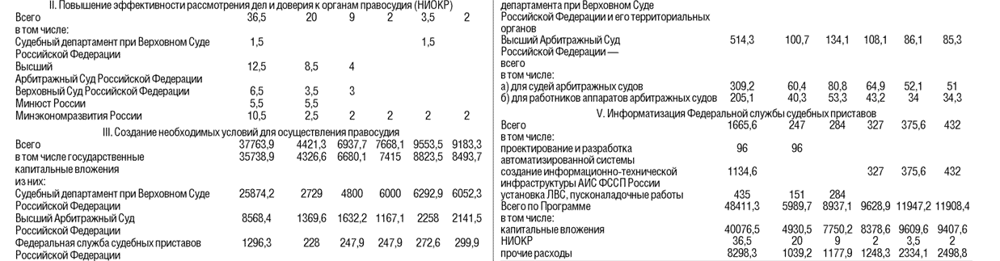 II. Повышение эффективности рассмотрения дел и доверия к органам правосудия (НИОКР)
Всего 36,5 20 9 2 3,5 2
в том числе:
Судебный департамент при Верховном Суде 1,5 1,5
Российской Федерации
Высший 12,5 8,5 4
Арбитражный Суд Российской Федерации
Верховный Суд Российской Федерации 6,5 3,5 3
Минюст России 5,5 5,5
Минэкономразвития России 10,5 2,5 2 2 2 2
III. Создание необходимых условий для осуществления правосудия
Всего 37763,9 4421,3 6937,7 7668,1 9553,5 9183,3
в том числе государственные 35738,9 4326,6 6680,1 7415 8823,5 8493,7
капитальные вложения
из них:
Судебный департамент при Верховном Суде 25874,2 2729 4800 6000 6292,9 6052,3
Российской Федерации
Высший Арбитражный Суд 8568,4 1369,6 1632,2 1167,1 2258 2141,5
Российской Федерации
Федеральная служба судебных приставов 1296,3 228 247,9 247,9 272,6 299,9
Российской Федерации
департамента при Верховном Суде
Российской Федерации и его территориальных
органов
Высший Арбитражный Суд 514,3 100,7 134,1 108,1 86,1 85,3
Российской Федерации —
всего
в том числе:
а) для судей арбитражных судов 309,2 60,4 80,8 64,9 52,1 51
б) для работников аппаратов арбитражных судов 205,1 40,3 53,3 43,2 34 34,3
V. Информатизация Федеральной службы судебных приставов
Всего 1665,6 247 284 327 375,6 432
в том числе:
проектирование и разработка 96 96
автоматизированной системы
создание информационно-технической 1134,6 327 375,6 432
инфраструктуры АИС ФССП России
установка ЛВС, пусконаладочные работы 435 151 284
Всего по Программе 48411,3 5989,7 8937,1 9628,9 11947,2 11908,4
в том числе:
капитальные вложения 40076,5 4930,5 7750,2 8378,6 9609,6 9407,6
НИОКР 36,5 20 9 2 3,5 2
прочие расходы 8298,3 1039,2 1177,9 1248,3 2334,1 2498,8